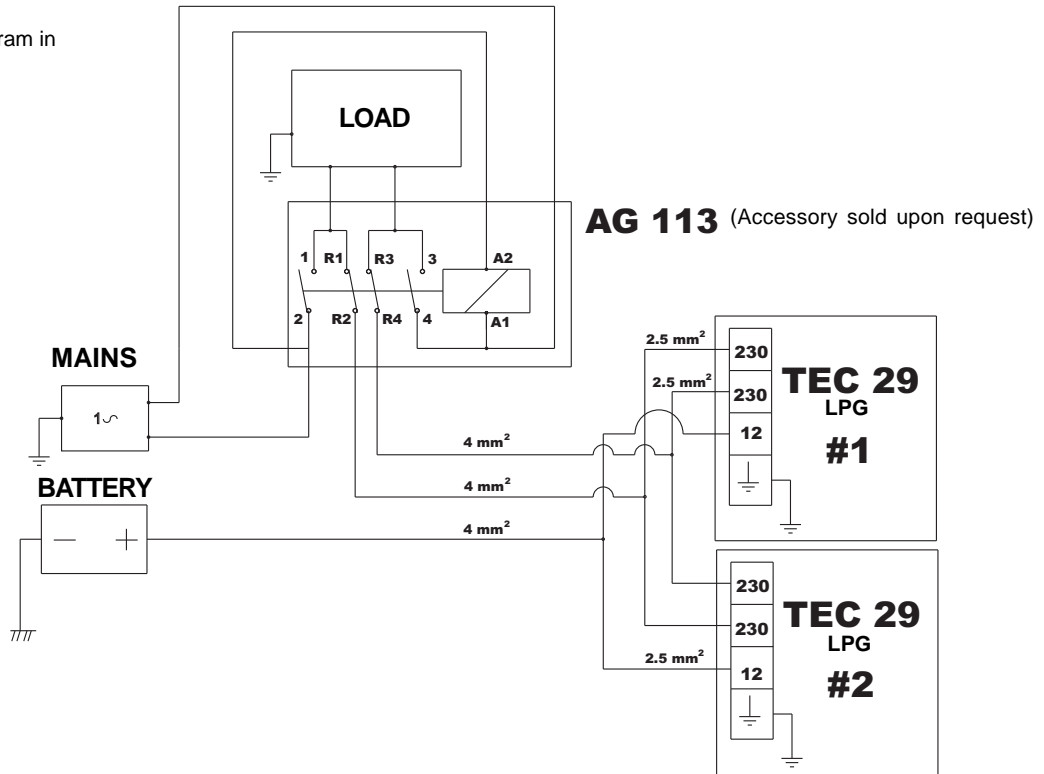 ram in
LOAD
AG 113 (Accessory sold upon request)
1 R1 R3 3 A2
2 R2 R4 4 A1
MAINS
1∿
BATTERY
— +
4 mm²
4 mm²
4 mm²
2.5 mm²
2.5 mm²
230
230
12
TEC 29
LPG
#1
2.5 mm²
230
230
12
TEC 29
LPG
#2